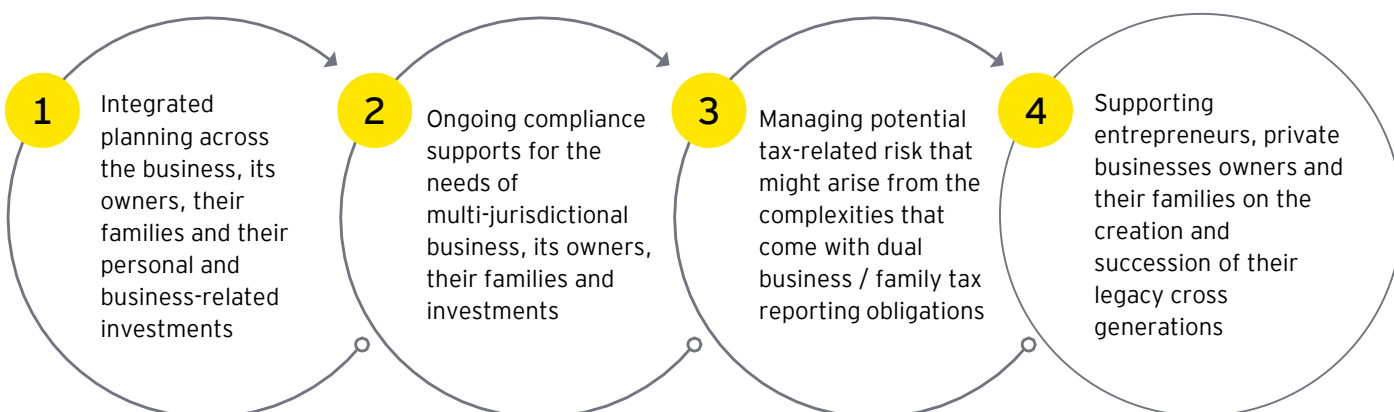 1
Integrated
planning across
the business, its
owners, their
families and their
personal and
business-related
investments
2
Ongoing compliance
supports for the
needs of
multi-jurisdictional
business, its owners,
their families and
investments
3
Managing potential
tax-related risk that
might arise from the
complexities that
come with dual
business / family tax
reporting obligations
4
Supporting
entrepreneurs, private
businesses owners and
their families on the
creation and
succession of their
legacy cross
generations